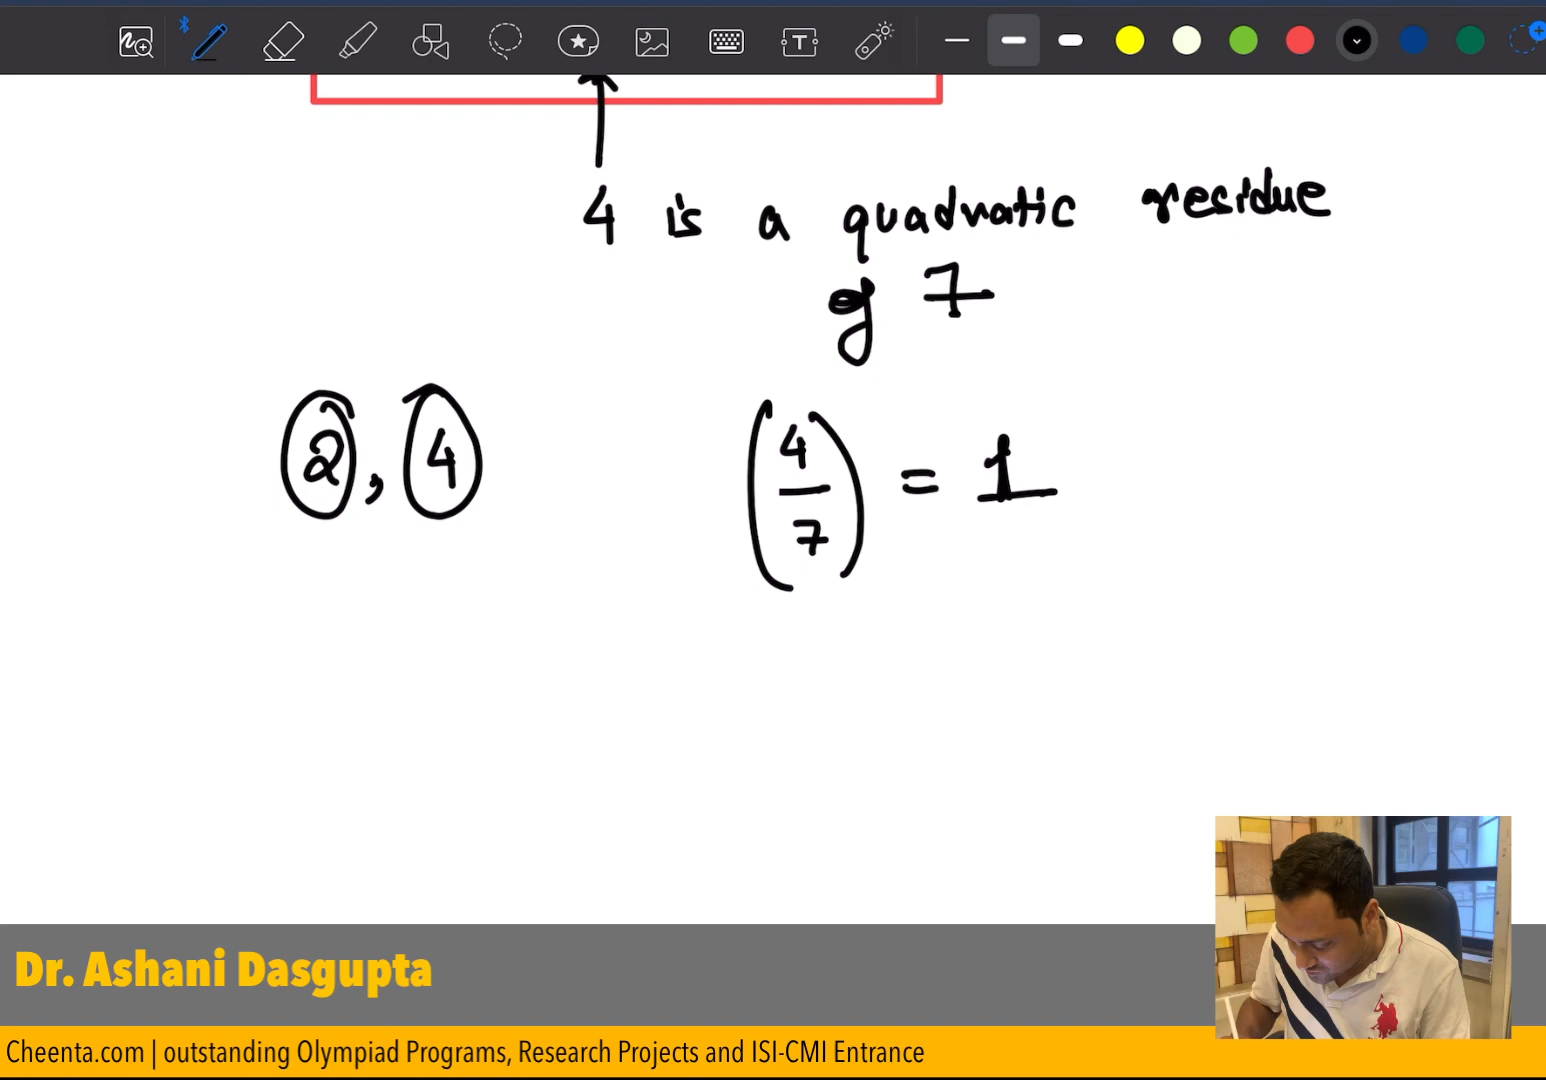 4 is a quadratic residue
of 7
2, 4
(4/7) = 1
Dr. Ashani Dasgupta
Cheenta.com | outstanding Olympiad Programs, Research Projects and ISI-CMI Entrance